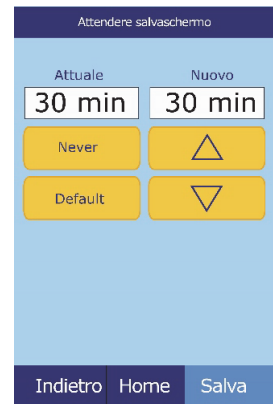 Attendere salvaschermo
Attuale Nuovo
30 min 30 min
Never
Default
Indietro Home Salva